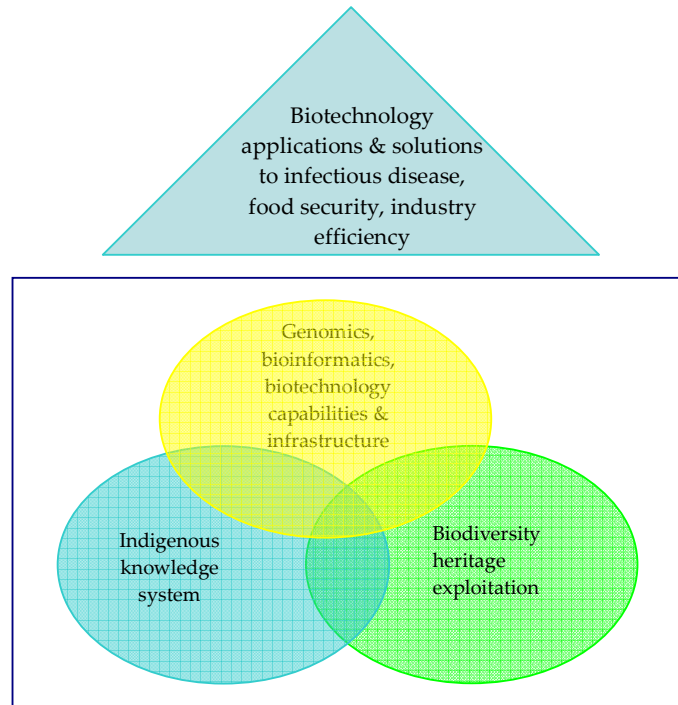 Biotechnology
applications & solutions
to infectious disease,
food security, industry
efficiency
Genomics,
bioinformatics,
biotechnology
capabilities &
infrastructure
Indigenous
knowledge
system
Biodiversity
heritage
exploitation